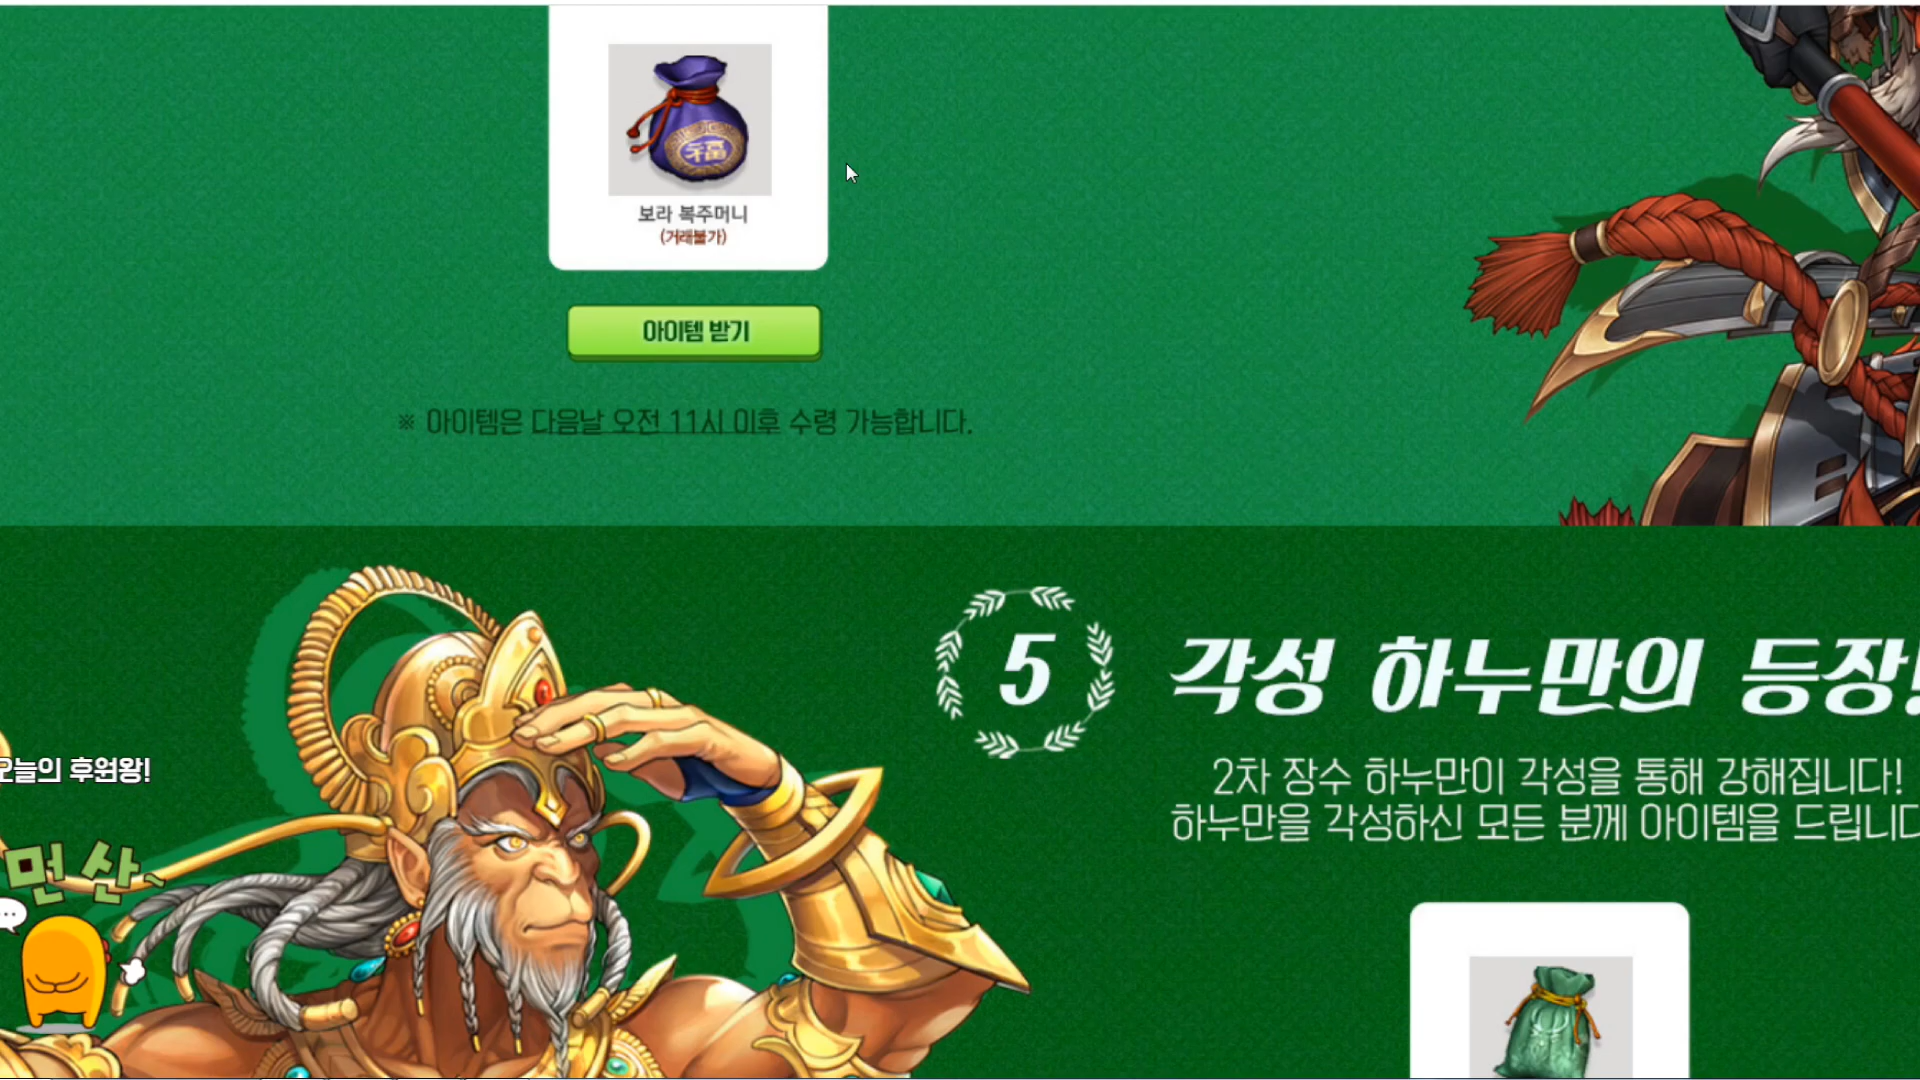 福
보라 복주머니
(거래불가)
아이템 받기
※ 아이템은 다음날 오전 11시 이후 수령 가능합니다.
5
각성 하누만의 등장!
2차 장수 하누만이 각성을 통해 강해집니다!
하누만을 각성하신 모든 분께 아이템을 드립니다
오늘의 후원왕!
먼 산~
...